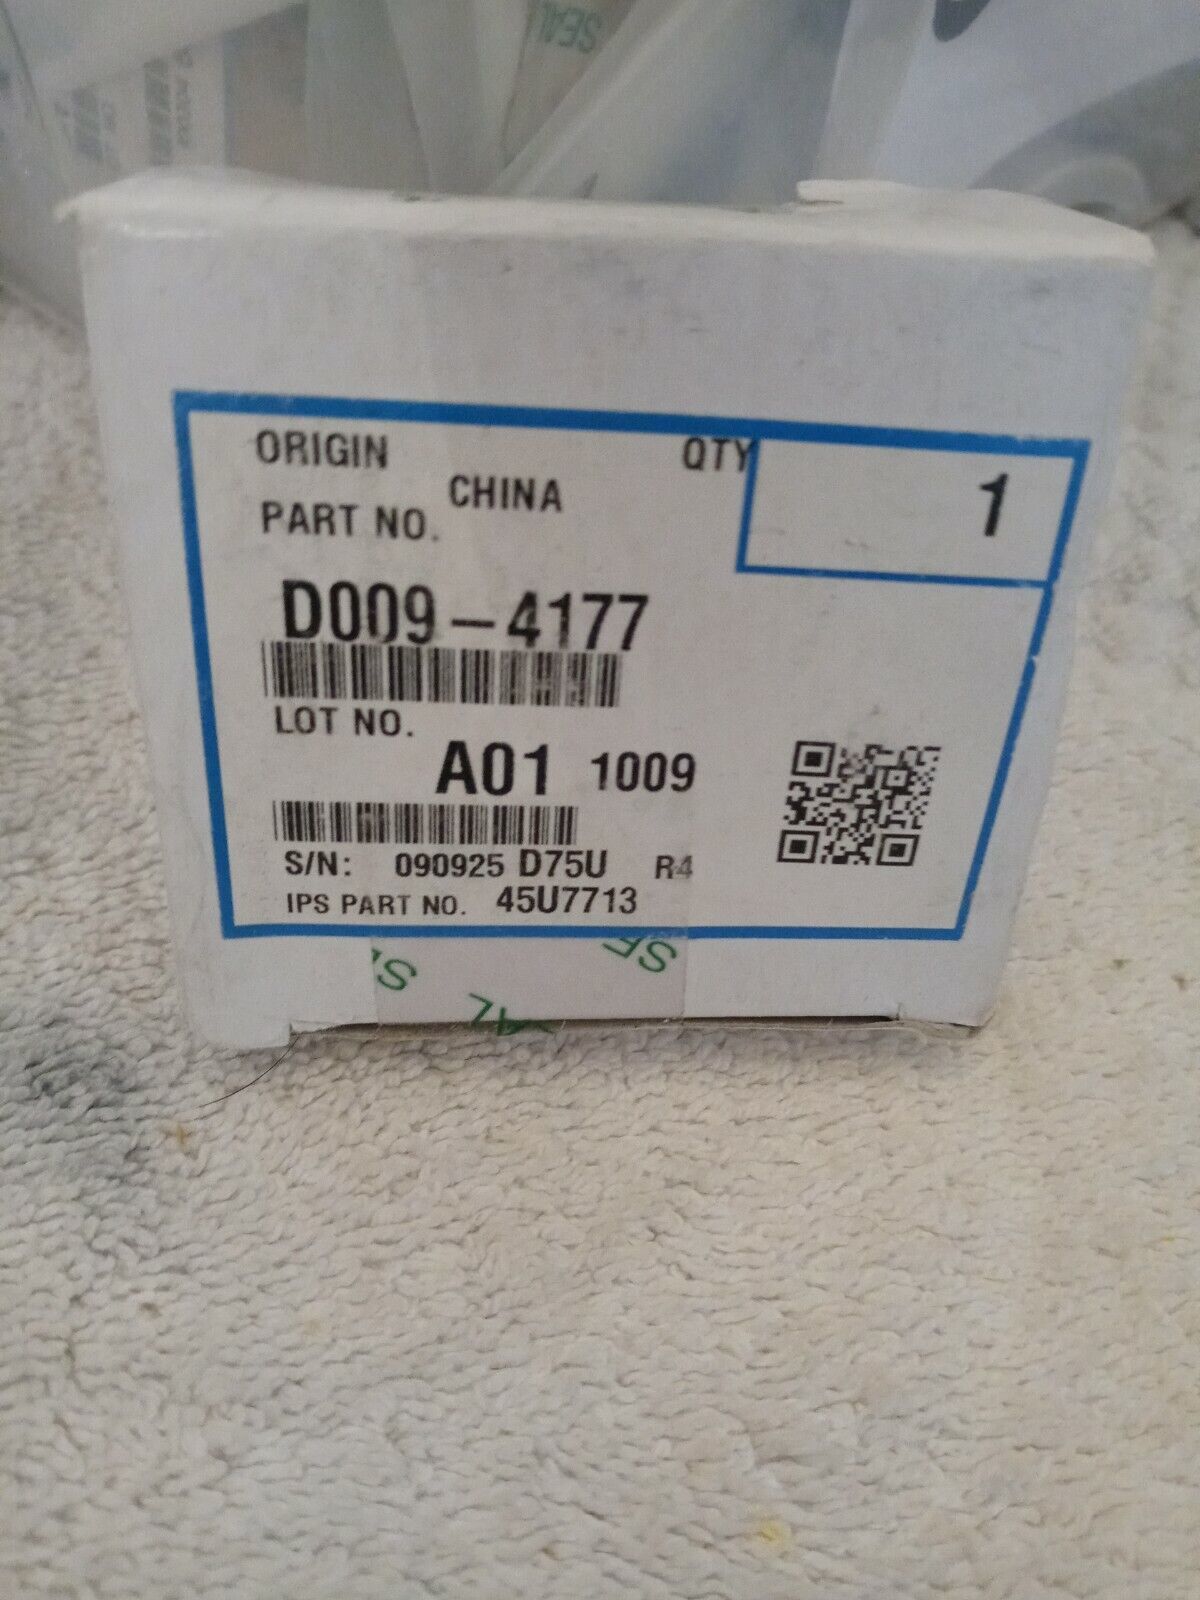 SEAL
ORIGIN
CHINA
QTY
1
PART NO.
D009-4177
LOT NO.
A01 1009
S/N: 090925 D75U R4
IPS PART NO. 45U7713